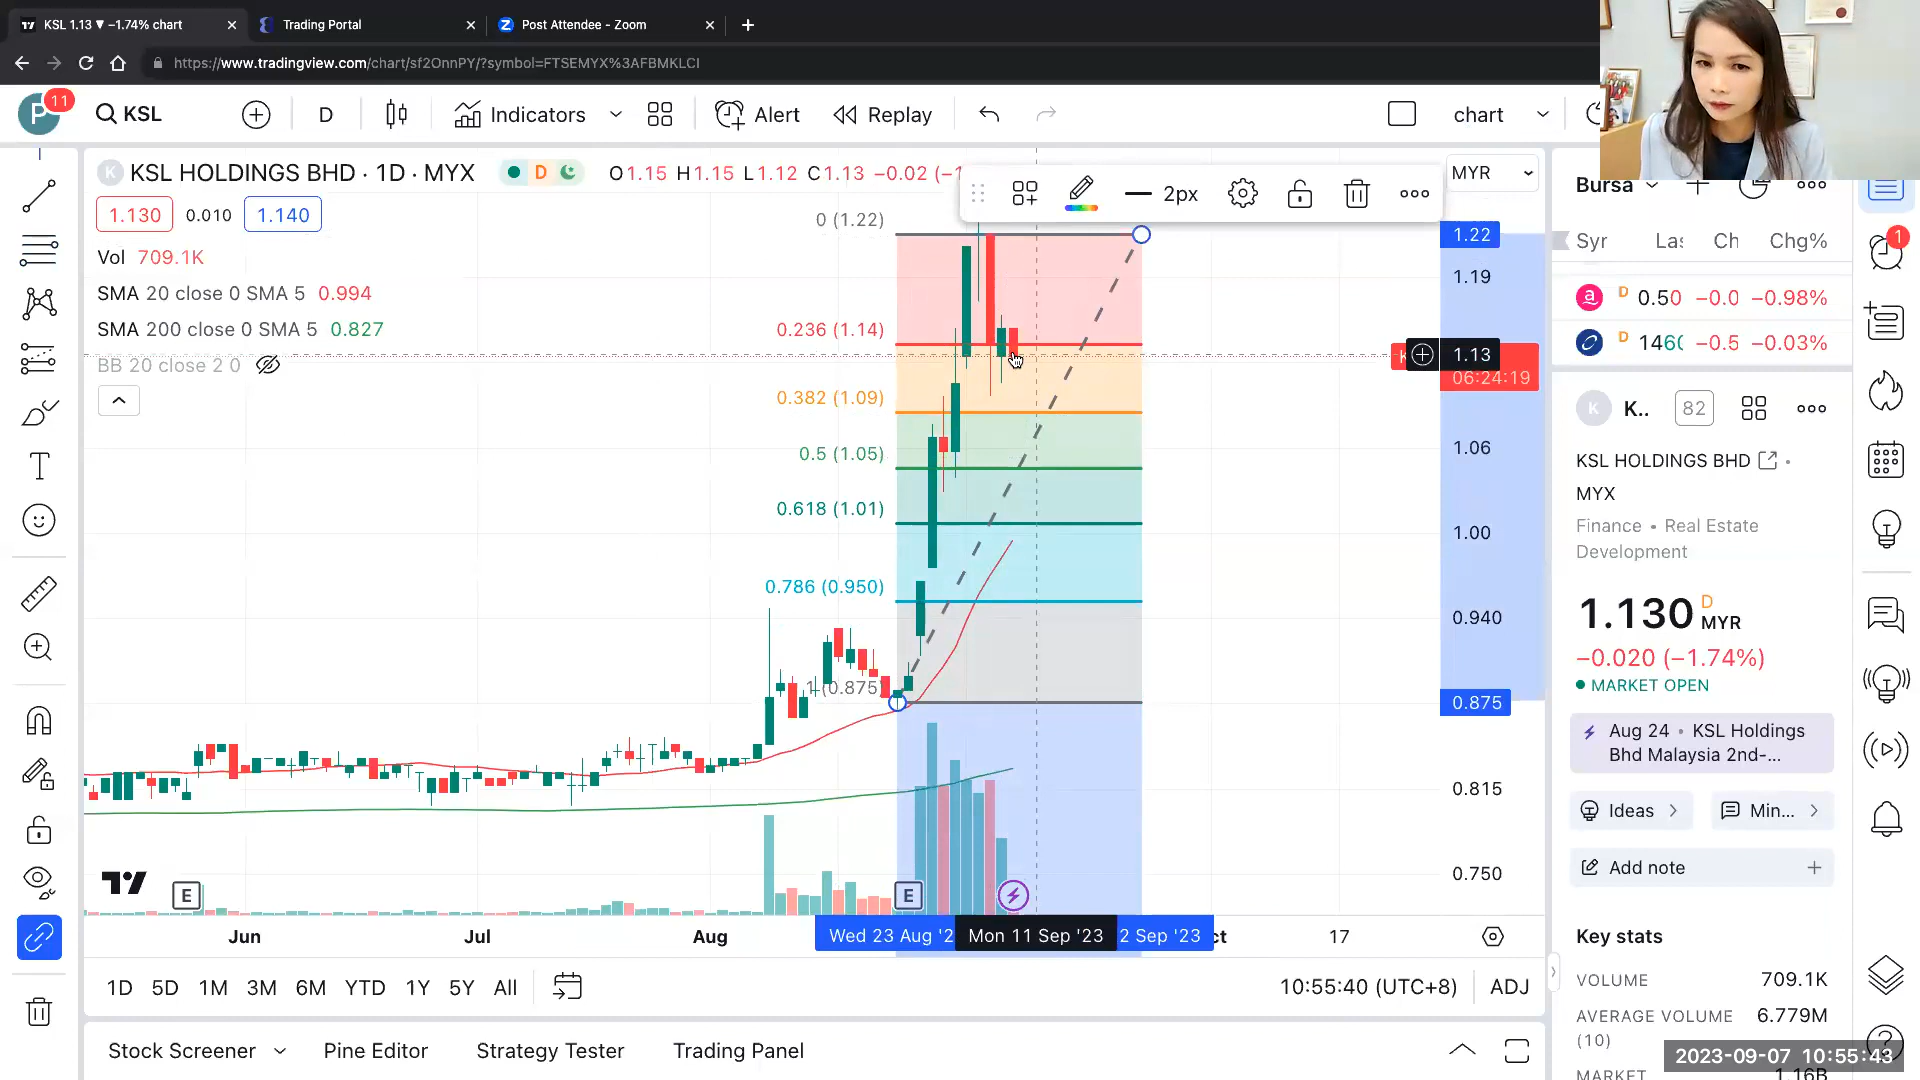 KSL 1.13 ▼ −1.74% chart
Trading Portal
Post Attendee - Zoom
https://www.tradingview.com/chart/sf2OnnPY/?symbol=FTSEMYX%3AFBMKLCI
P 11
KSL
D
Indicators
Alert
Replay
chart
KSL HOLDINGS BHD · 1D · MYX
D
O1.15 H1.15 L1.12 C1.13 −0.02 (−1
2px
MYR
1.130 0.010 1.140
Vol 709.1K
SMA 20 close 0 SMA 5 0.994
SMA 200 close 0 SMA 5 0.827
BB 20 close 2 0
0 (1.22)
0.236 (1.14)
0.382 (1.09)
0.5 (1.05)
0.618 (1.01)
0.786 (0.950)
1 (0.875)
1.22
1.19
1.13
06:24:19
1.06
1.00
0.940
0.875
0.815
0.750
E
E
Jun Jul Aug
Wed 23 Aug '2
Mon 11 Sep '23
2 Sep '23
ct
17
1D 5D 1M 3M 6M YTD 1Y 5Y All
10:55:40 (UTC+8)
ADJ
Stock Screener
Pine Editor
Strategy Tester
Trading Panel
Bursa
Chg%
Ch
a D 0.50 −0.0 −0.98%
D 1460 −0.5 −0.03%
K K.. 82
KSL HOLDINGS BHD
MYX
Finance • Real Estate
Development
1.130 D MYR
−0.020 (−1.74%)
MARKET OPEN
Aug 24 • KSL Holdings
Bhd Malaysia 2nd-...
Ideas
Min...
Add note
Key stats
VOLUME 709.1K
AVERAGE VOLUME 6.779M
(10)
1
2023-09-07 10:55:43